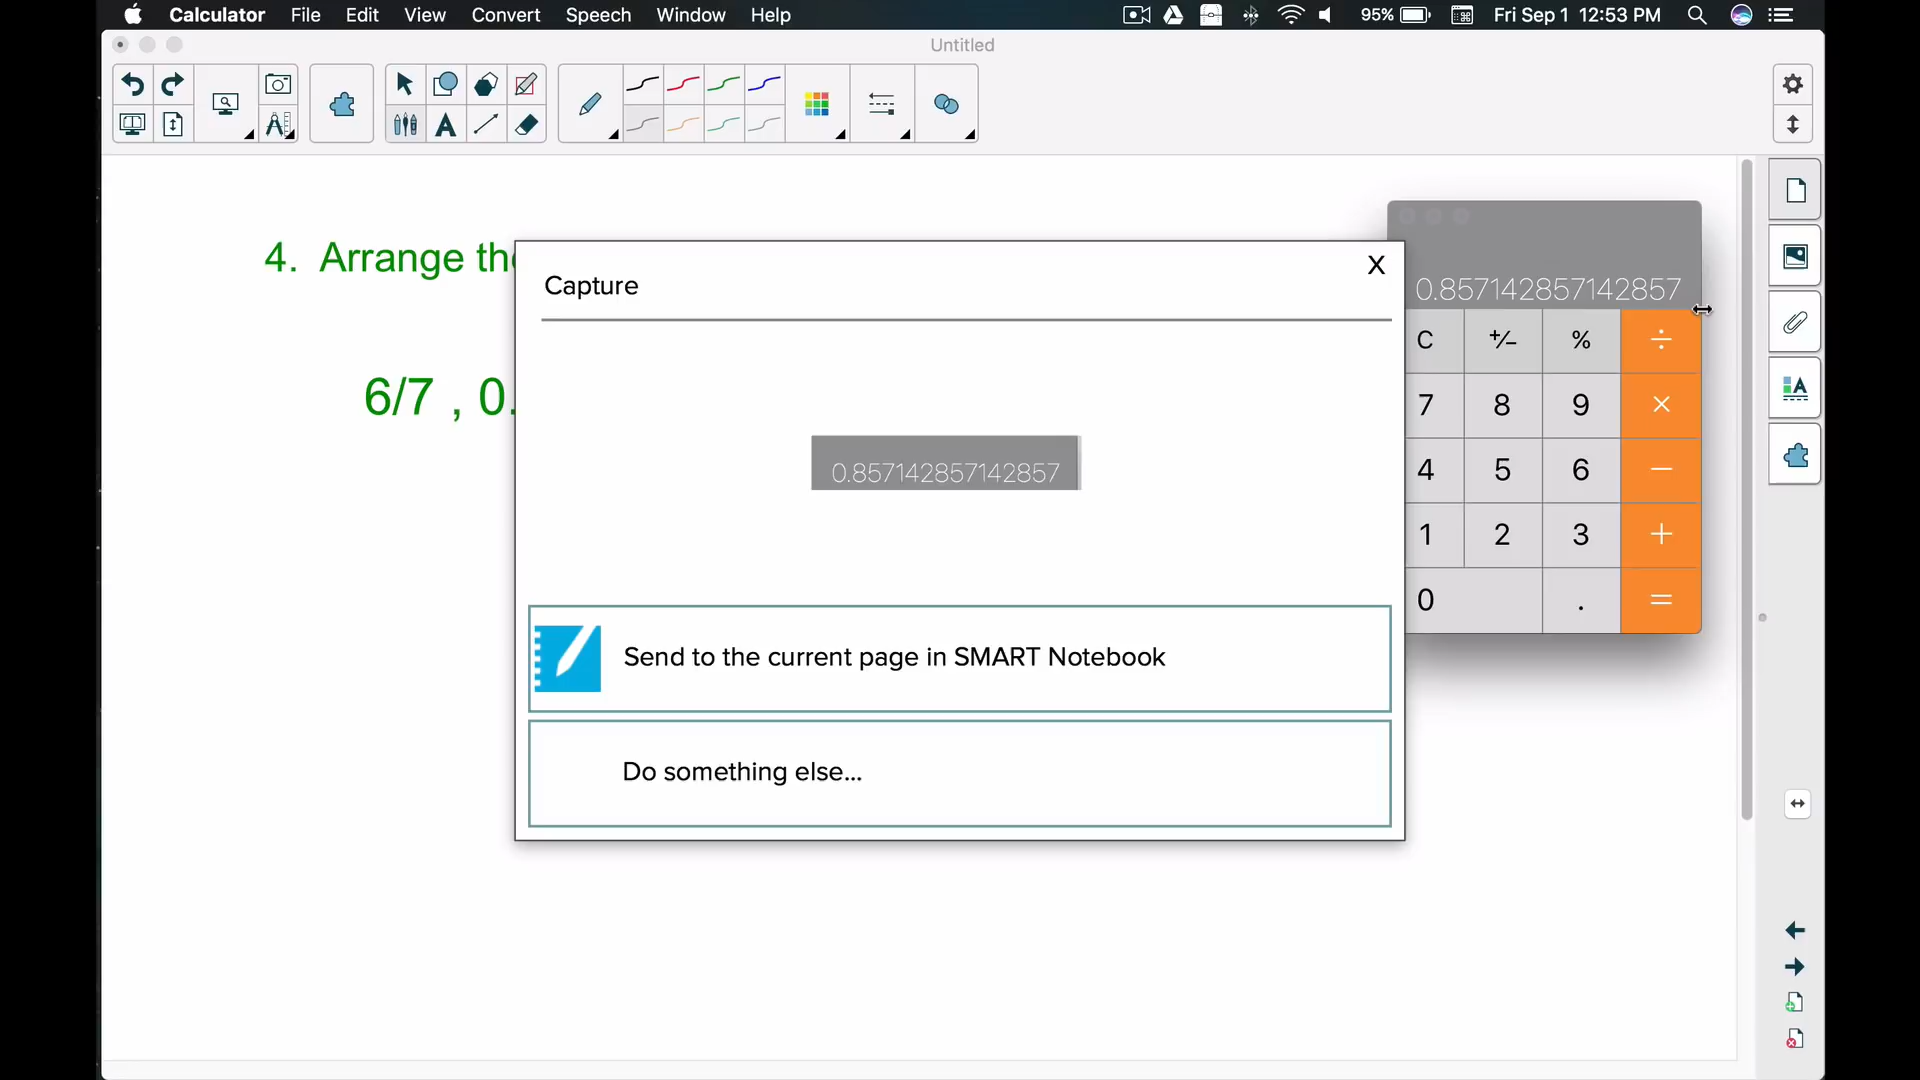 Calculator File Edit View Convert Speech Window Help 95% Fri Sep 1 12:53 PM
Untitled
4. Arrange the
6/7 , 0.
Capture X
0.857142857142857
Send to the current page in SMART Notebook
Do something else...
0.857142857142857
C +/− % ÷
7 8 9 ×
4 5 6 −
1 2 3 +
0 . =